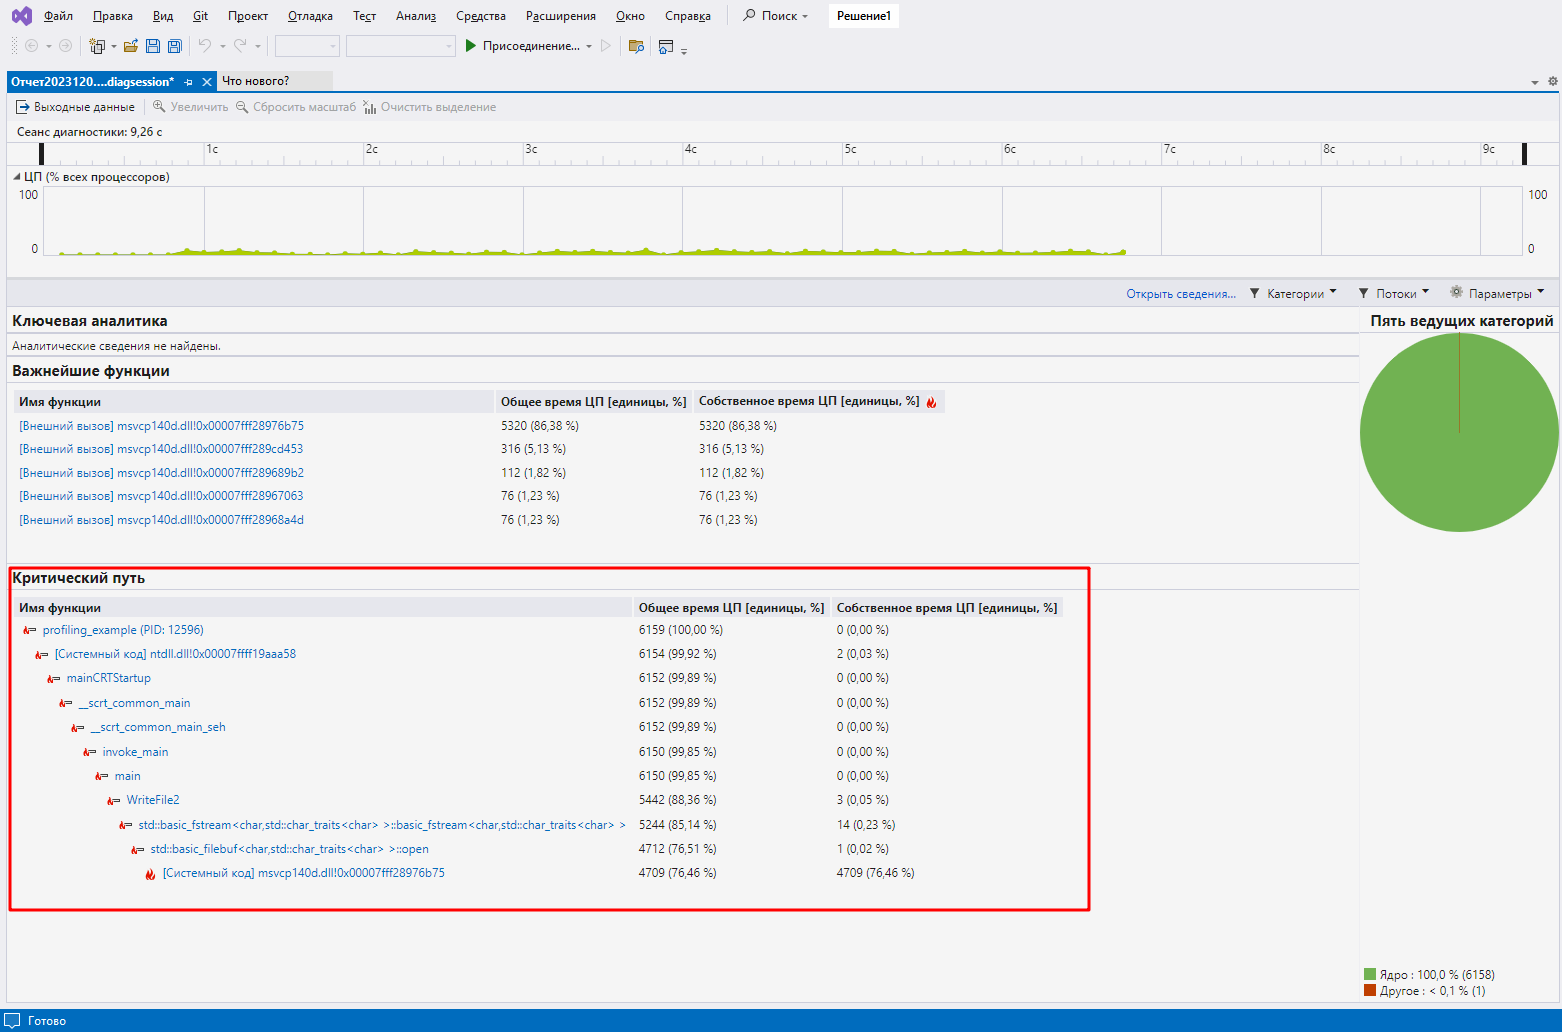 Файл Правка Вид Git Проект Отладка Тест Анализ Средства Расширения Окно Справка Поиск Решение1
Присоединение...
Отчет2023120....diagsession* Что нового?
Выходные данные Увеличить Сбросить масштаб Очистить выделение
Сеанс диагностики: 9,26 с
1с 2с 3с 4с 5с 6с 7с 8с 9с
ЦП (% всех процессоров)
100 100
0 0
Открыть сведения... Категории Потоки Параметры
Ключевая аналитика
Аналитические сведения не найдены.
Важнейшие функции
Имя функции Общее время ЦП [единицы, %] Собственное время ЦП [единицы, %]
[Внешний вызов] msvcp140d.dll!0x00007fff28976b75 5320 (86,38 %) 5320 (86,38 %)
[Внешний вызов] msvcp140d.dll!0x00007fff289cd453 316 (5,13 %) 316 (5,13 %)
[Внешний вызов] msvcp140d.dll!0x00007fff289689b2 112 (1,82 %) 112 (1,82 %)
[Внешний вызов] msvcp140d.dll!0x00007fff28967063 76 (1,23 %) 76 (1,23 %)
[Внешний вызов] msvcp140d.dll!0x00007fff28968a4d 76 (1,23 %) 76 (1,23 %)
Критический путь
Имя функции Общее время ЦП [единицы, %] Собственное время ЦП [единицы, %]
profiling_example (PID: 12596) 6159 (100,00 %) 0 (0,00 %)
[Системный код] ntdll.dll!0x00007ffff19aaa58 6154 (99,92 %) 2 (0,03 %)
mainCRTStartup 6152 (99,89 %) 0 (0,00 %)
__scrt_common_main 6152 (99,89 %) 0 (0,00 %)
__scrt_common_main_seh 6152 (99,89 %) 0 (0,00 %)
invoke_main 6150 (99,85 %) 0 (0,00 %)
main 6150 (99,85 %) 0 (0,00 %)
WriteFile2 5442 (88,36 %) 3 (0,05 %)
std::basic_fstream<char,std::char_traits<char> >::basic_fstream<char,std::char_traits<char> > 5244 (85,14 %) 14 (0,23 %)
std::basic_filebuf<char,std::char_traits<char> >::open 4712 (76,51 %) 1 (0,02 %)
[Системный код] msvcp140d.dll!0x00007fff28976b75 4709 (76,46 %) 4709 (76,46 %)
Пять ведущих категорий
Ядро : 100,0 % (6158)
Другое : < 0,1 % (1)
Готово